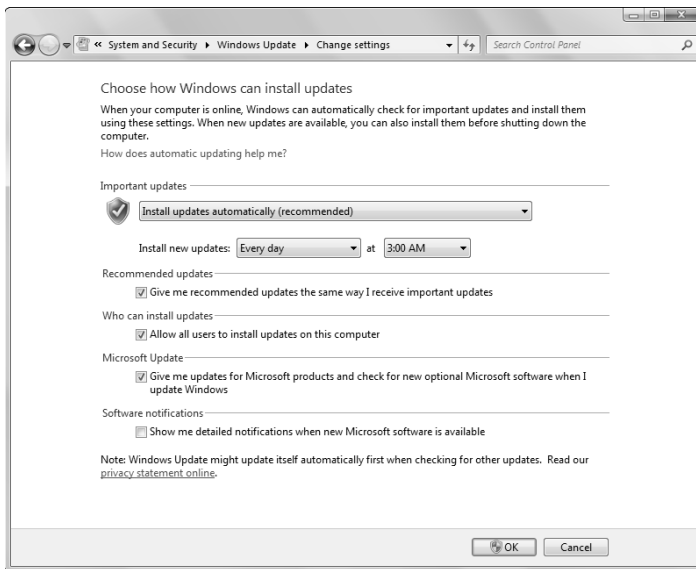 « System and Security ▸ Windows Update ▸ Change settings
Search Control Panel
Choose how Windows can install updates
When your computer is online, Windows can automatically check for important updates and install them
using these settings. When new updates are available, you can also install them before shutting down the
computer.
How does automatic updating help me?
Important updates
Install updates automatically (recommended)
Install new updates: Every day at 3:00 AM
Recommended updates
Give me recommended updates the same way I receive important updates
Who can install updates
Allow all users to install updates on this computer
Microsoft Update
Give me updates for Microsoft products and check for new optional Microsoft software when I
update Windows
Software notifications
Show me detailed notifications when new Microsoft software is available
Note: Windows Update might update itself automatically first when checking for other updates. Read our
privacy statement online.
OK Cancel